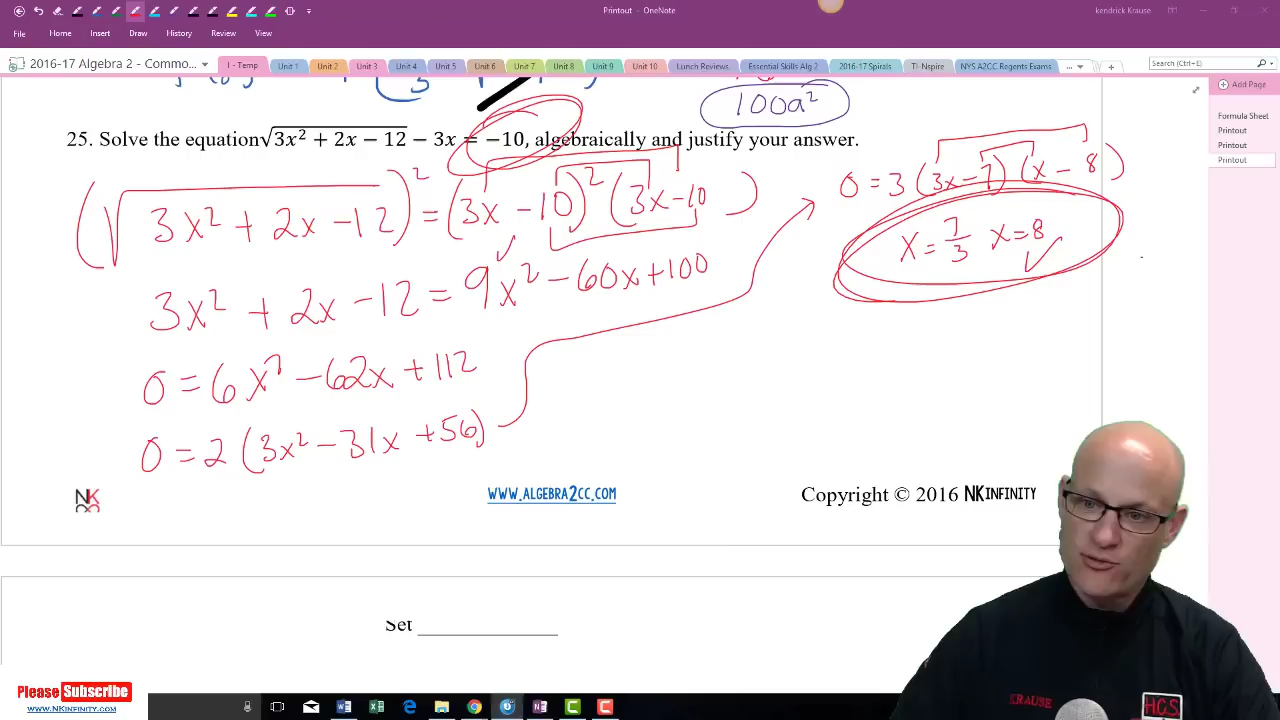 Printout - OneNote
kendrick Krause
File Home Insert Draw History Review View
2016-17 Algebra 2 - Commo... I - Temp Unit 1 Unit 2 Unit 3 Unit 4 Unit 5 Unit 6 Unit 7 Unit 8 Unit 9 Unit 10 Lunch Reviews Essential Skills Alg 2 2016-17 Spirals TI-Nspire NYS A2CC Regents Exams ... Search (Ctrl+E)
Add Page
Formula Sheet
Printout
Printout
Printout
100a²
25. Solve the equation√(3x² + 2x − 12) − 3x = −10, algebraically and justify your answer.
(√(3x² + 2x − 12))² = (3x − 10)² (3x − 10)
3x² + 2x − 12 = 9x² − 60x + 100
0 = 6x² − 62x + 112
0 = 2(3x² − 31x + 56)
0 = 3(3x − 7)(x − 8)
x = 7/3 x = 8 ✓
NK
WWW.ALGEBRA2CC.COM
Copyright © 2016 NKINFINITY
Set ____________
Please Subscribe
WWW.NKINFINITY.COM
KRAUSE
H.C.S.